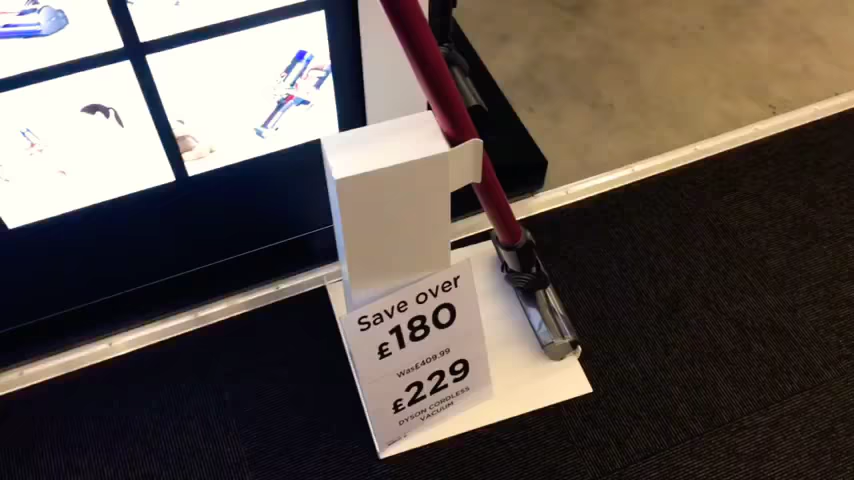 Save over
£180
Was£409.99
£229
DYSON CORDLESS
VACUUM